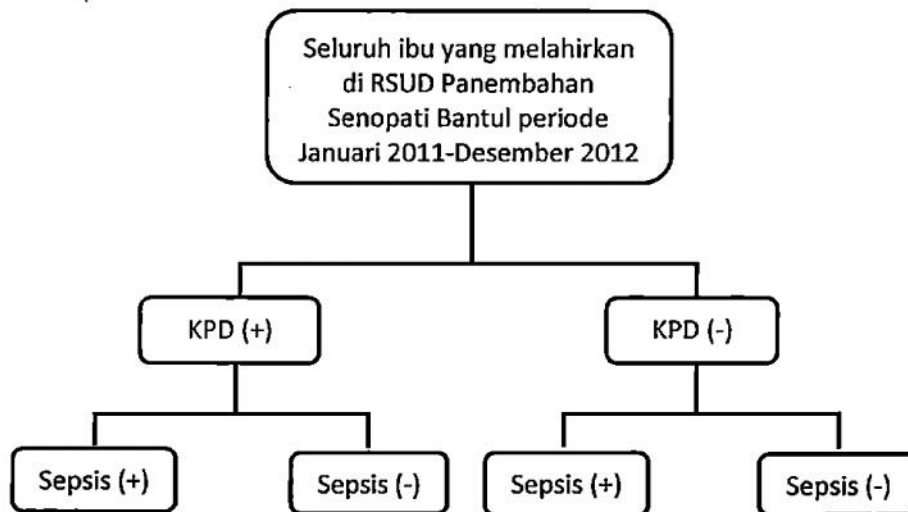 Seluruh ibu yang melahirkan
di RSUD Panembahan
Senopati Bantul periode
Januari 2011-Desember 2012
KPD (+)
KPD (-)
Sepsis (+)
Sepsis (-)
Sepsis (+)
Sepsis (-)